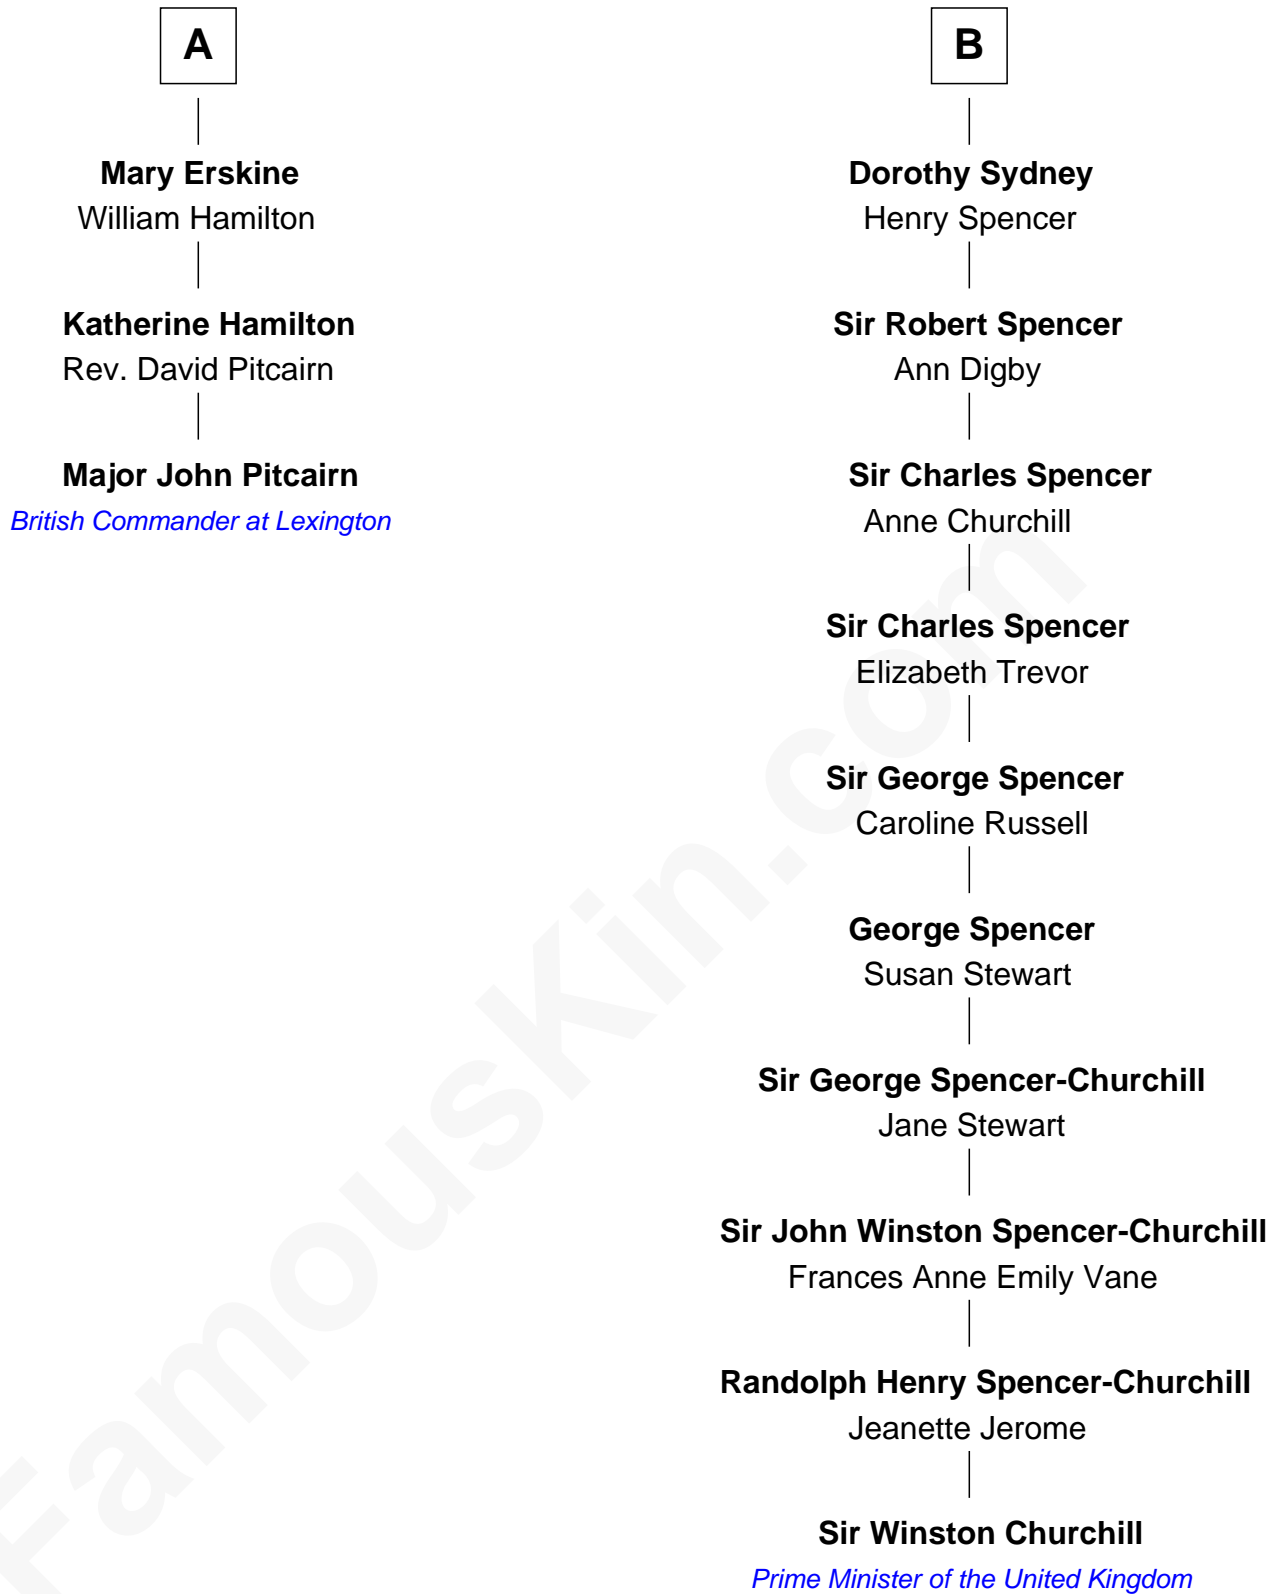 A
Mary Erskine
William Hamilton
Katherine Hamilton
Rev. David Pitcairn
Major John Pitcairn
British Commander at Lexington
B
Dorothy Sydney
Henry Spencer
Sir Robert Spencer
Ann Digby
Sir Charles Spencer
Anne Churchill
Sir Charles Spencer
Elizabeth Trevor
Sir George Spencer
Caroline Russell
George Spencer
Susan Stewart
Sir George Spencer-Churchill
Jane Stewart
Sir John Winston Spencer-Churchill
Frances Anne Emily Vane
Randolph Henry Spencer-Churchill
Jeanette Jerome
Sir Winston Churchill
Prime Minister of the United Kingdom
FamousKin.com